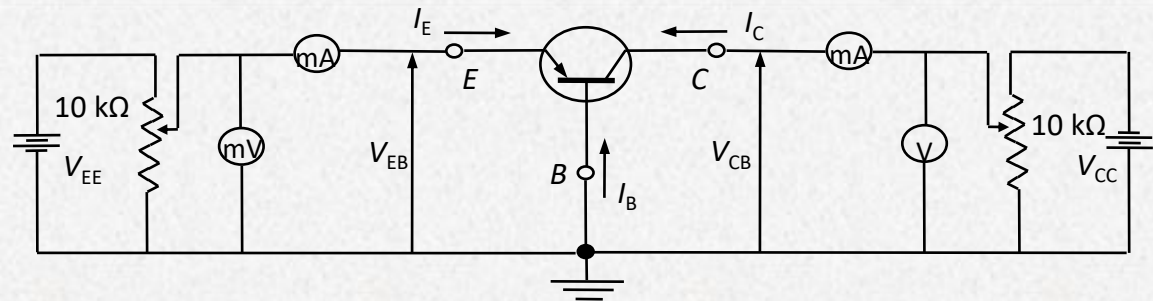 I_E
I_C
mA
mA
E
C
10 kΩ
10 kΩ
mV
V
V_EE
V_EB
V_CB
V_CC
B
I_B